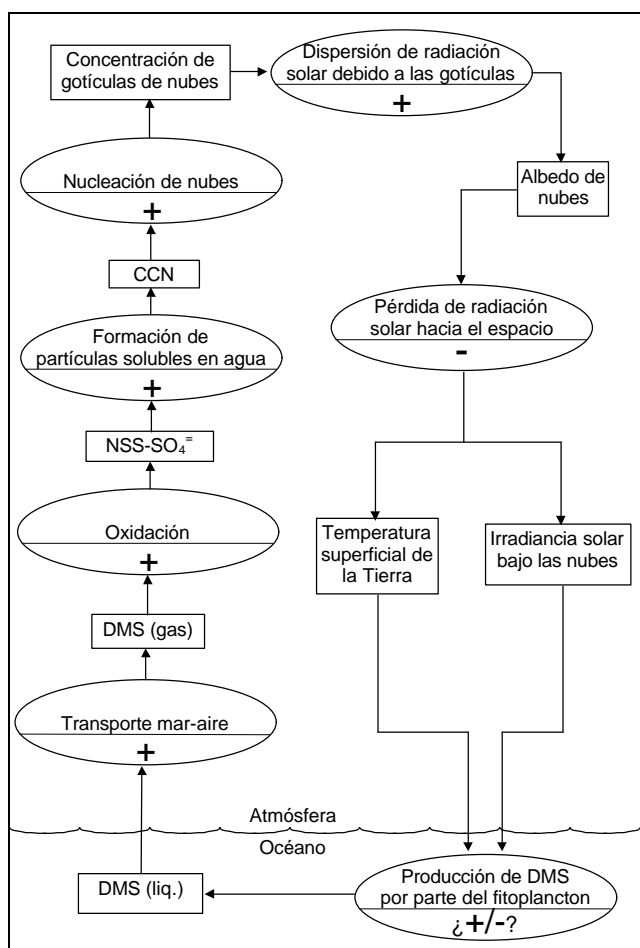 Concentración de
gotículas de nubes
Dispersión de radiación
solar debido a las gotículas
+
Nucleación de nubes
+
Albedo de
nubes
CCN
Pérdida de radiación
solar hacia el espacio
-
Formación de
partículas solubles en agua
+
NSS-SO₄⁼
Oxidación
+
Temperatura
superficial de
la Tierra
Irradiancia solar
bajo las nubes
DMS (gas)
Transporte mar-aire
+
Atmósfera
Océano
DMS (liq.)
Producción de DMS
por parte del fitoplancton
¿+/-?